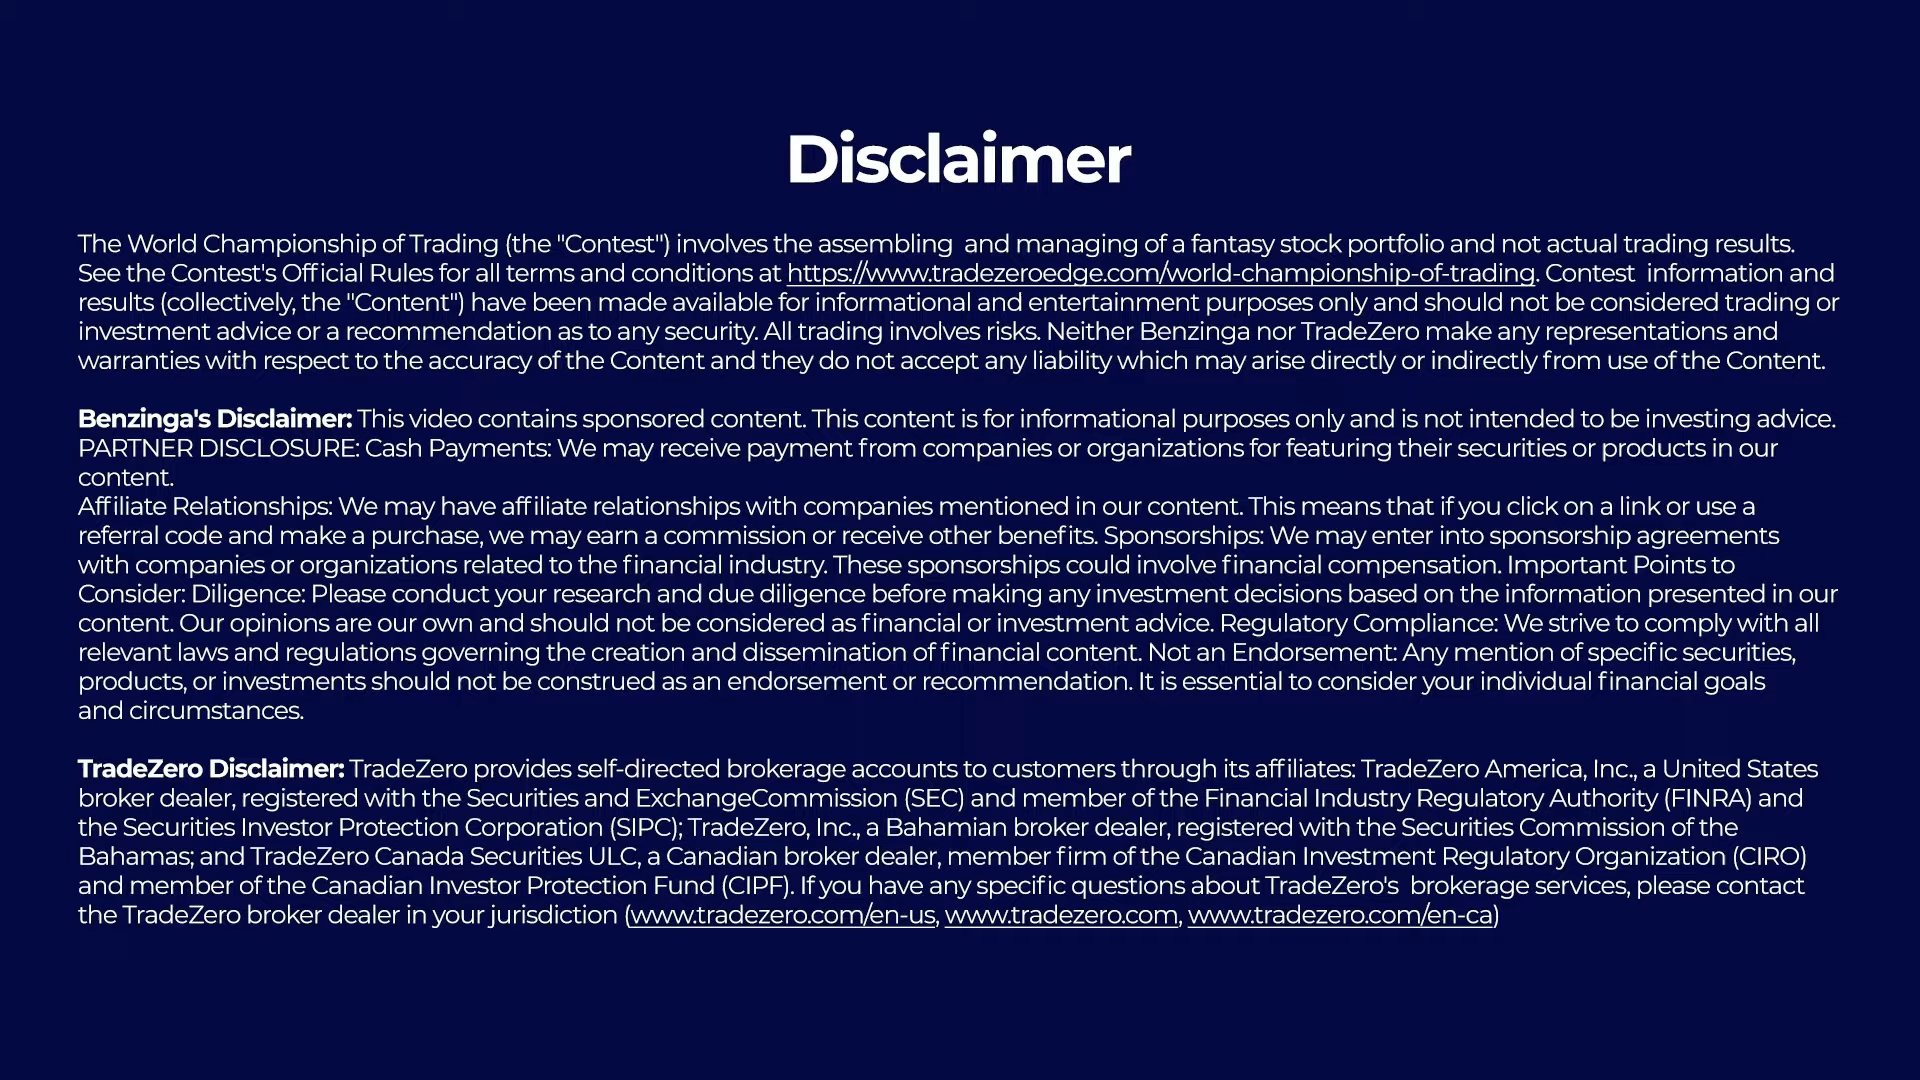 Disclaimer
The World Championship of Trading (the "Contest") involves the assembling  and managing of a fantasy stock portfolio and not actual trading results.
See the Contest's Official Rules for all terms and conditions at https://www.tradezeroedge.com/world-championship-of-trading. Contest  information and
results (collectively, the "Content") have been made available for informational and entertainment purposes only and should not be considered trading or
investment advice or a recommendation as to any security. All trading involves risks. Neither Benzinga nor TradeZero make any representations and
warranties with respect to the accuracy of the Content and they do not accept any liability which may arise directly or indirectly from use of the Content.
Benzinga's Disclaimer: This video contains sponsored content. This content is for informational purposes only and is not intended to be investing advice.
PARTNER DISCLOSURE: Cash Payments: We may receive payment from companies or organizations for featuring their securities or products in our
content.
Affiliate Relationships: We may have affiliate relationships with companies mentioned in our content. This means that if you click on a link or use a
referral code and make a purchase, we may earn a commission or receive other benefits. Sponsorships: We may enter into sponsorship agreements
with companies or organizations related to the financial industry. These sponsorships could involve financial compensation. Important Points to
Consider: Diligence: Please conduct your research and due diligence before making any investment decisions based on the information presented in our
content. Our opinions are our own and should not be considered as financial or investment advice. Regulatory Compliance: We strive to comply with all
relevant laws and regulations governing the creation and dissemination of financial content. Not an Endorsement: Any mention of specific securities,
products, or investments should not be construed as an endorsement or recommendation. It is essential to consider your individual financial goals
and circumstances.
TradeZero Disclaimer: TradeZero provides self-directed brokerage accounts to customers through its affiliates: TradeZero America, Inc., a United States
broker dealer, registered with the Securities and ExchangeCommission (SEC) and member of the Financial Industry Regulatory Authority (FINRA) and
the Securities Investor Protection Corporation (SIPC); TradeZero, Inc., a Bahamian broker dealer, registered with the Securities Commission of the
Bahamas; and TradeZero Canada Securities ULC, a Canadian broker dealer, member firm of the Canadian Investment Regulatory Organization (CIRO)
and member of the Canadian Investor Protection Fund (CIPF). If you have any specific questions about TradeZero's  brokerage services, please contact
the TradeZero broker dealer in your jurisdiction (www.tradezero.com/en-us, www.tradezero.com, www.tradezero.com/en-ca)